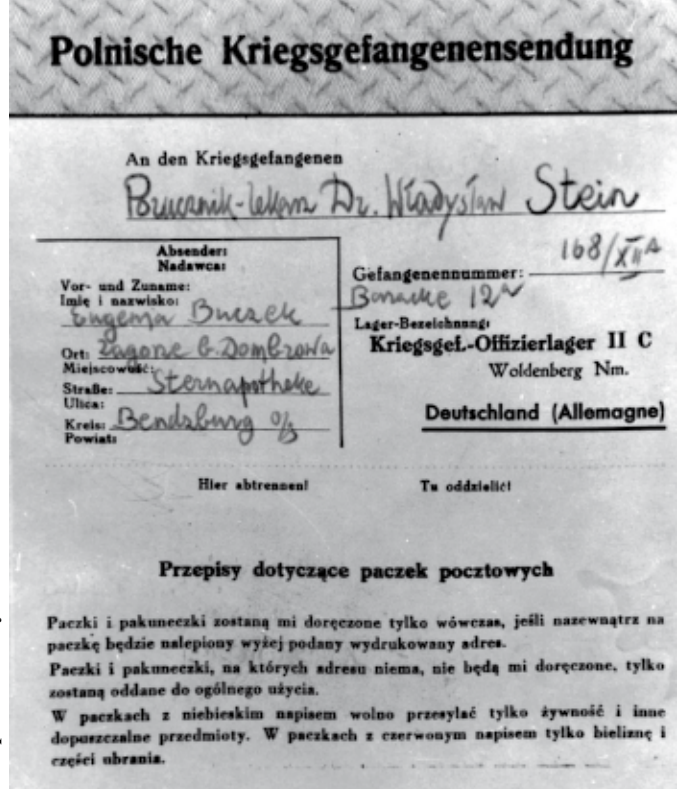 Polnische Kriegsgefangenensendung
An den Kriegsgefangenen
Porucznik-lekarz Dr. Władysław Stein
Absender:
Nadawca:
Vor- und Zuname:
Imię i nazwisko:
Eugenja Buczek
Ort: Zagorze b. Dombrowa
Miejscowość:
Straße: Sternapotheke
Ulica:
Kreis: Bendsburg O/S
Powiat:
Gefangenennummer: 168/XII A
Baracke 12a
Lager-Bezeichnung:
Kriegsgef.-Offizierlager II C
Woldenberg Nm.
Deutschland (Allemagne)
Hier abtrennen! Tu oddzielić!
Przepisy dotyczące paczek pocztowych
Paczki i pakuneczki zostaną mi doręczone tylko wówczas, jeśli nazewnątrz na
paczkę będzie nalepiony wyżej podany wydrukowany adres.
Paczki i pakuneczki, na których adresu niema, nie będą mi doręczone, tylko
zostaną oddane do ogólnego użycia.
W paczkach z niebieskim napisem wolno przesyłać tylko żywność i inne
dopuszczalne przedmioty. W paczkach z czerwonym napisem tylko bieliznę i
części ubrania.